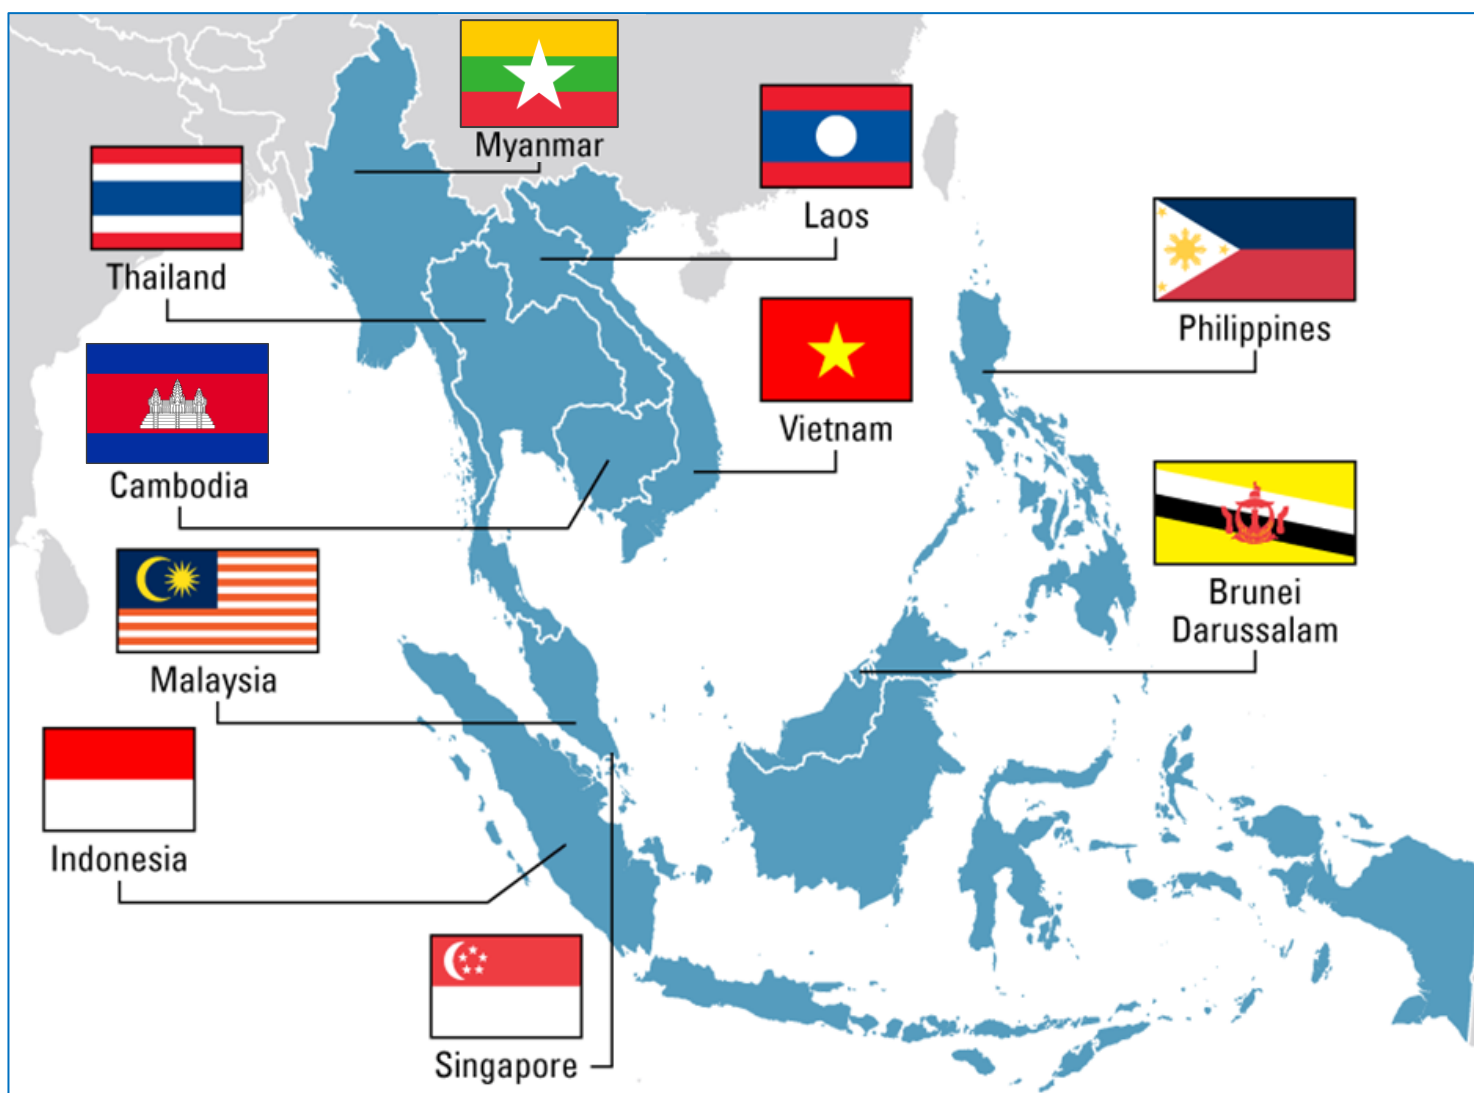 Myanmar
Laos
Thailand
Philippines
Vietnam
Cambodia
Brunei
Darussalam
Malaysia
Indonesia
Singapore